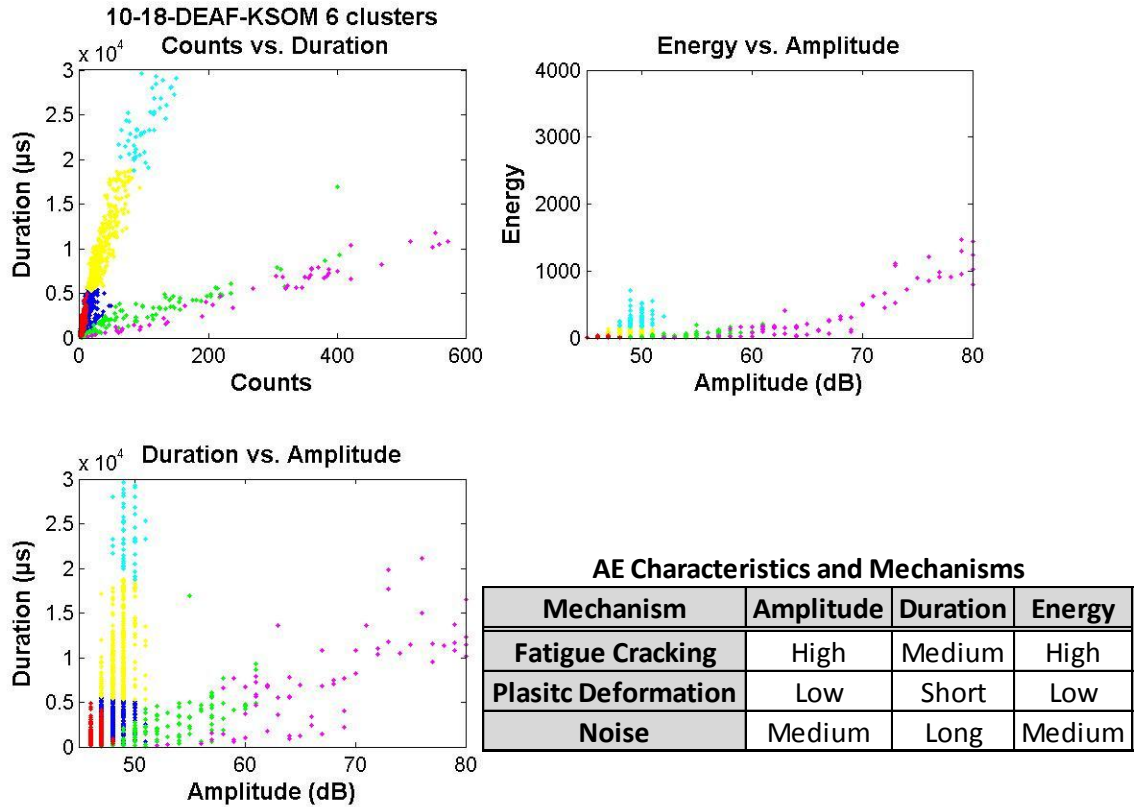 10-18-DEAF-KSOM 6 clusters
Counts vs. Duration
x 10^4
3
2.5
2
1.5
1
0.5
0
Duration (µs)
0 200 400 600
Counts
Energy vs. Amplitude
4000
3000
2000
1000
0
Energy
50 60 70 80
Amplitude (dB)
Duration vs. Amplitude
x 10^4
3
2.5
2
1.5
1
0.5
0
Duration (µs)
50 60 70 80
Amplitude (dB)
AE Characteristics and Mechanisms
Mechanism Amplitude Duration Energy
Fatigue Cracking High Medium High
Plasitc Deformation Low Short Low
Noise Medium Long Medium